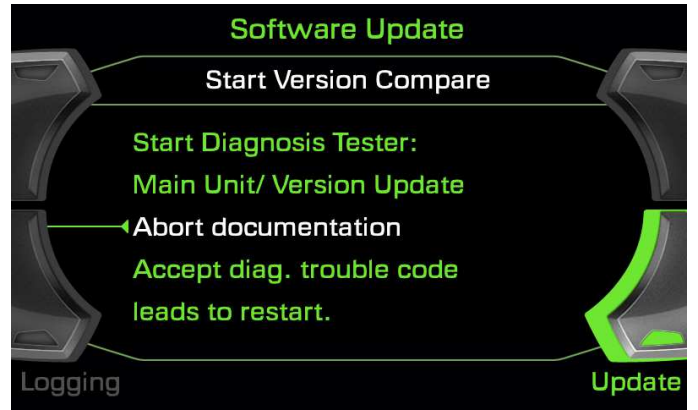 Software Update
Start Version Compare
Start Diagnosis Tester:
Main Unit/ Version Update
Abort documentation
Accept diag. trouble code
leads to restart.
Logging
Update